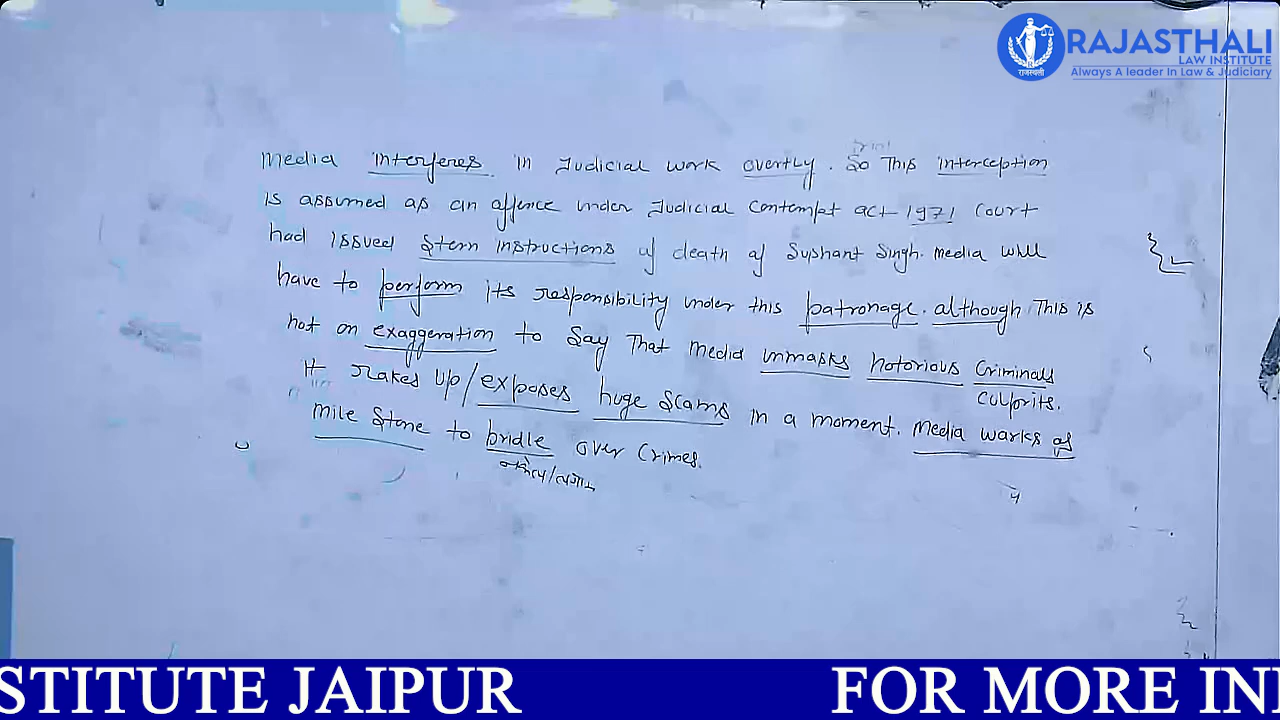 RAJASTHALI
LAW INSTITUTE
Always A leader In Law & Judiciary
राजस्थली
Media interferes in Judicial work overtly. So This interception
is assumed as an offence under Judicial Contempt act 1971 Court
had issued Stern instructions of death of Sushant Singh. Media will
have to perform its responsibility under this patronage. although This is
not an exaggeration to Say That Media unmasks notorious Criminals
culprits.
It rakes up/exposes huge Scams in a moment. Media works as
mile Stone to bridle over Crimes.
STITUTE JAIPUR
FOR MORE INF